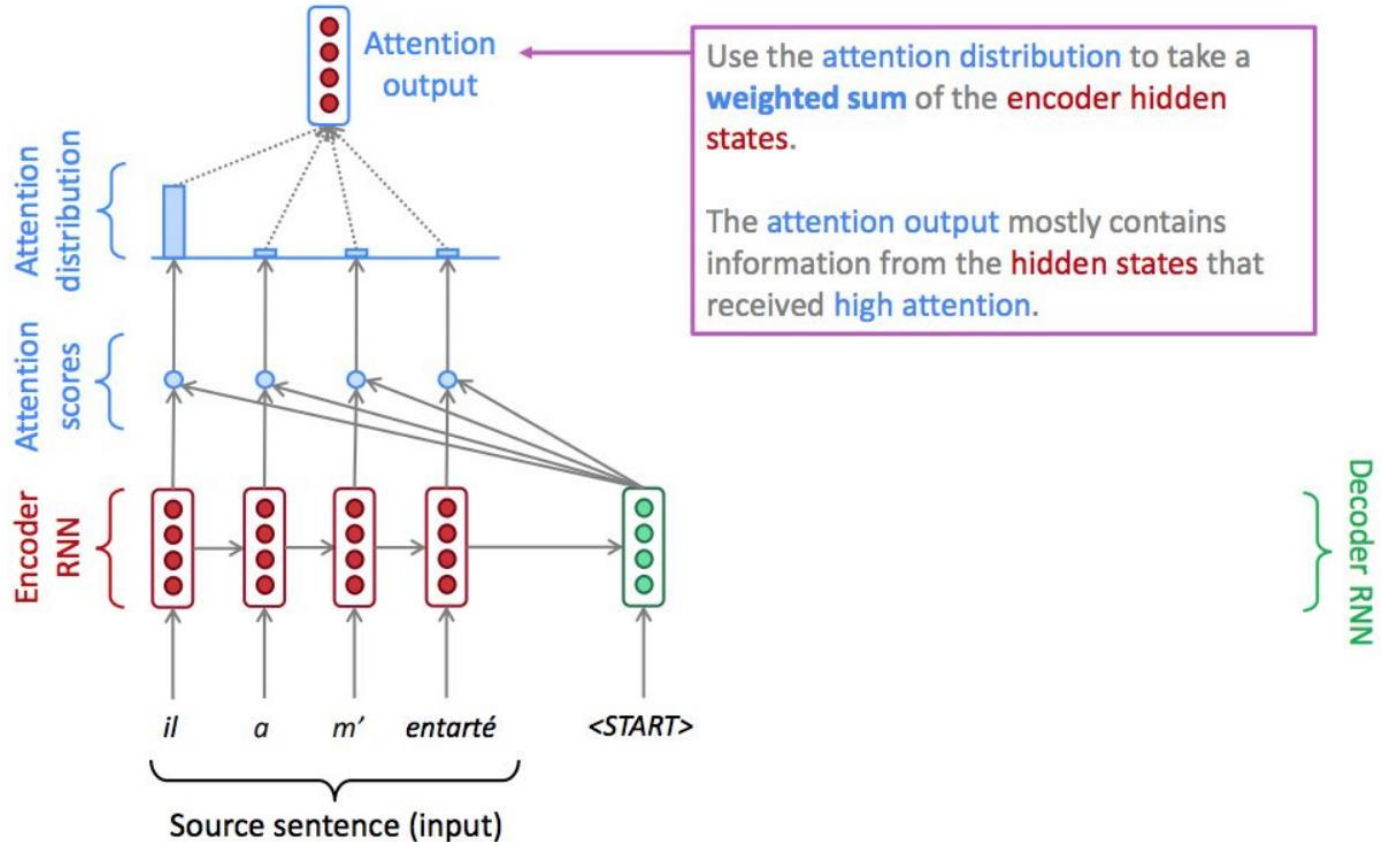 Attention
output
Use the attention distribution to take a
weighted sum of the encoder hidden
states.
The attention output mostly contains
information from the hidden states that
received high attention.
Attention
distribution
Attention
scores
Encoder
RNN
Decoder RNN
il a m’ entarté <START>
Source sentence (input)